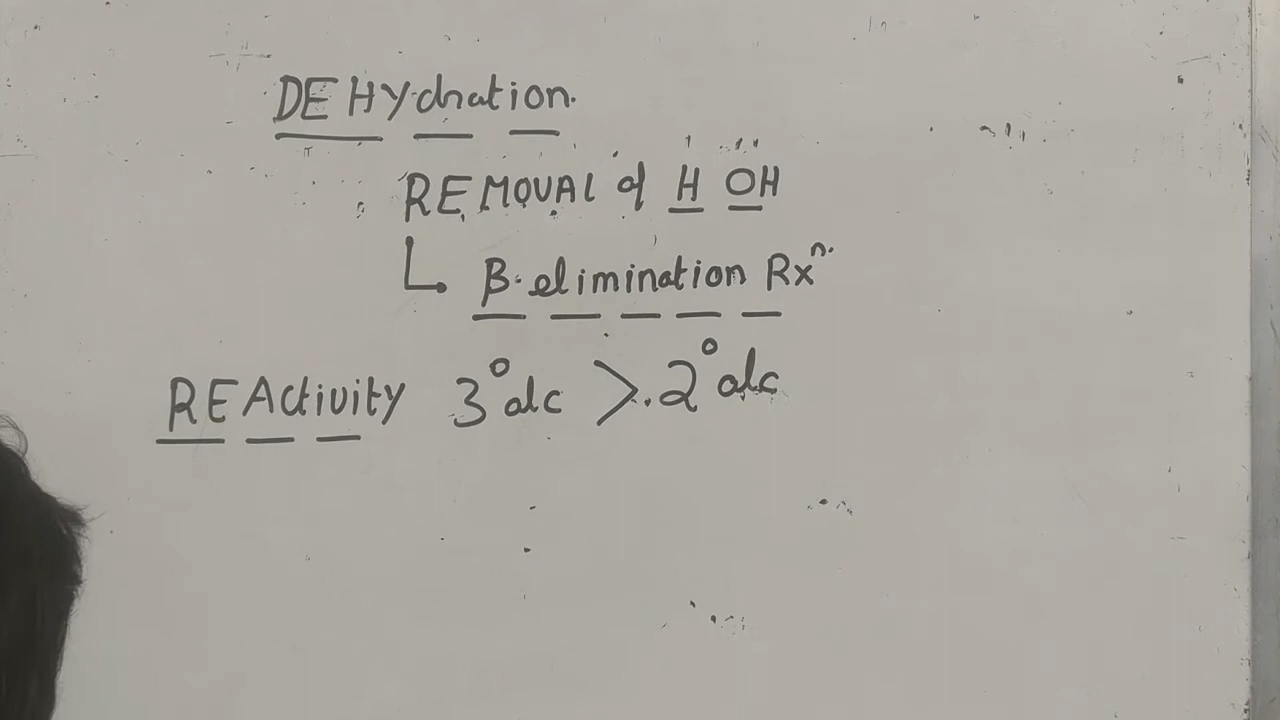 DEHydration.
REMOVAL of H OH
β-elimination Rxⁿ.
REActivity 3° alc > 2° alc